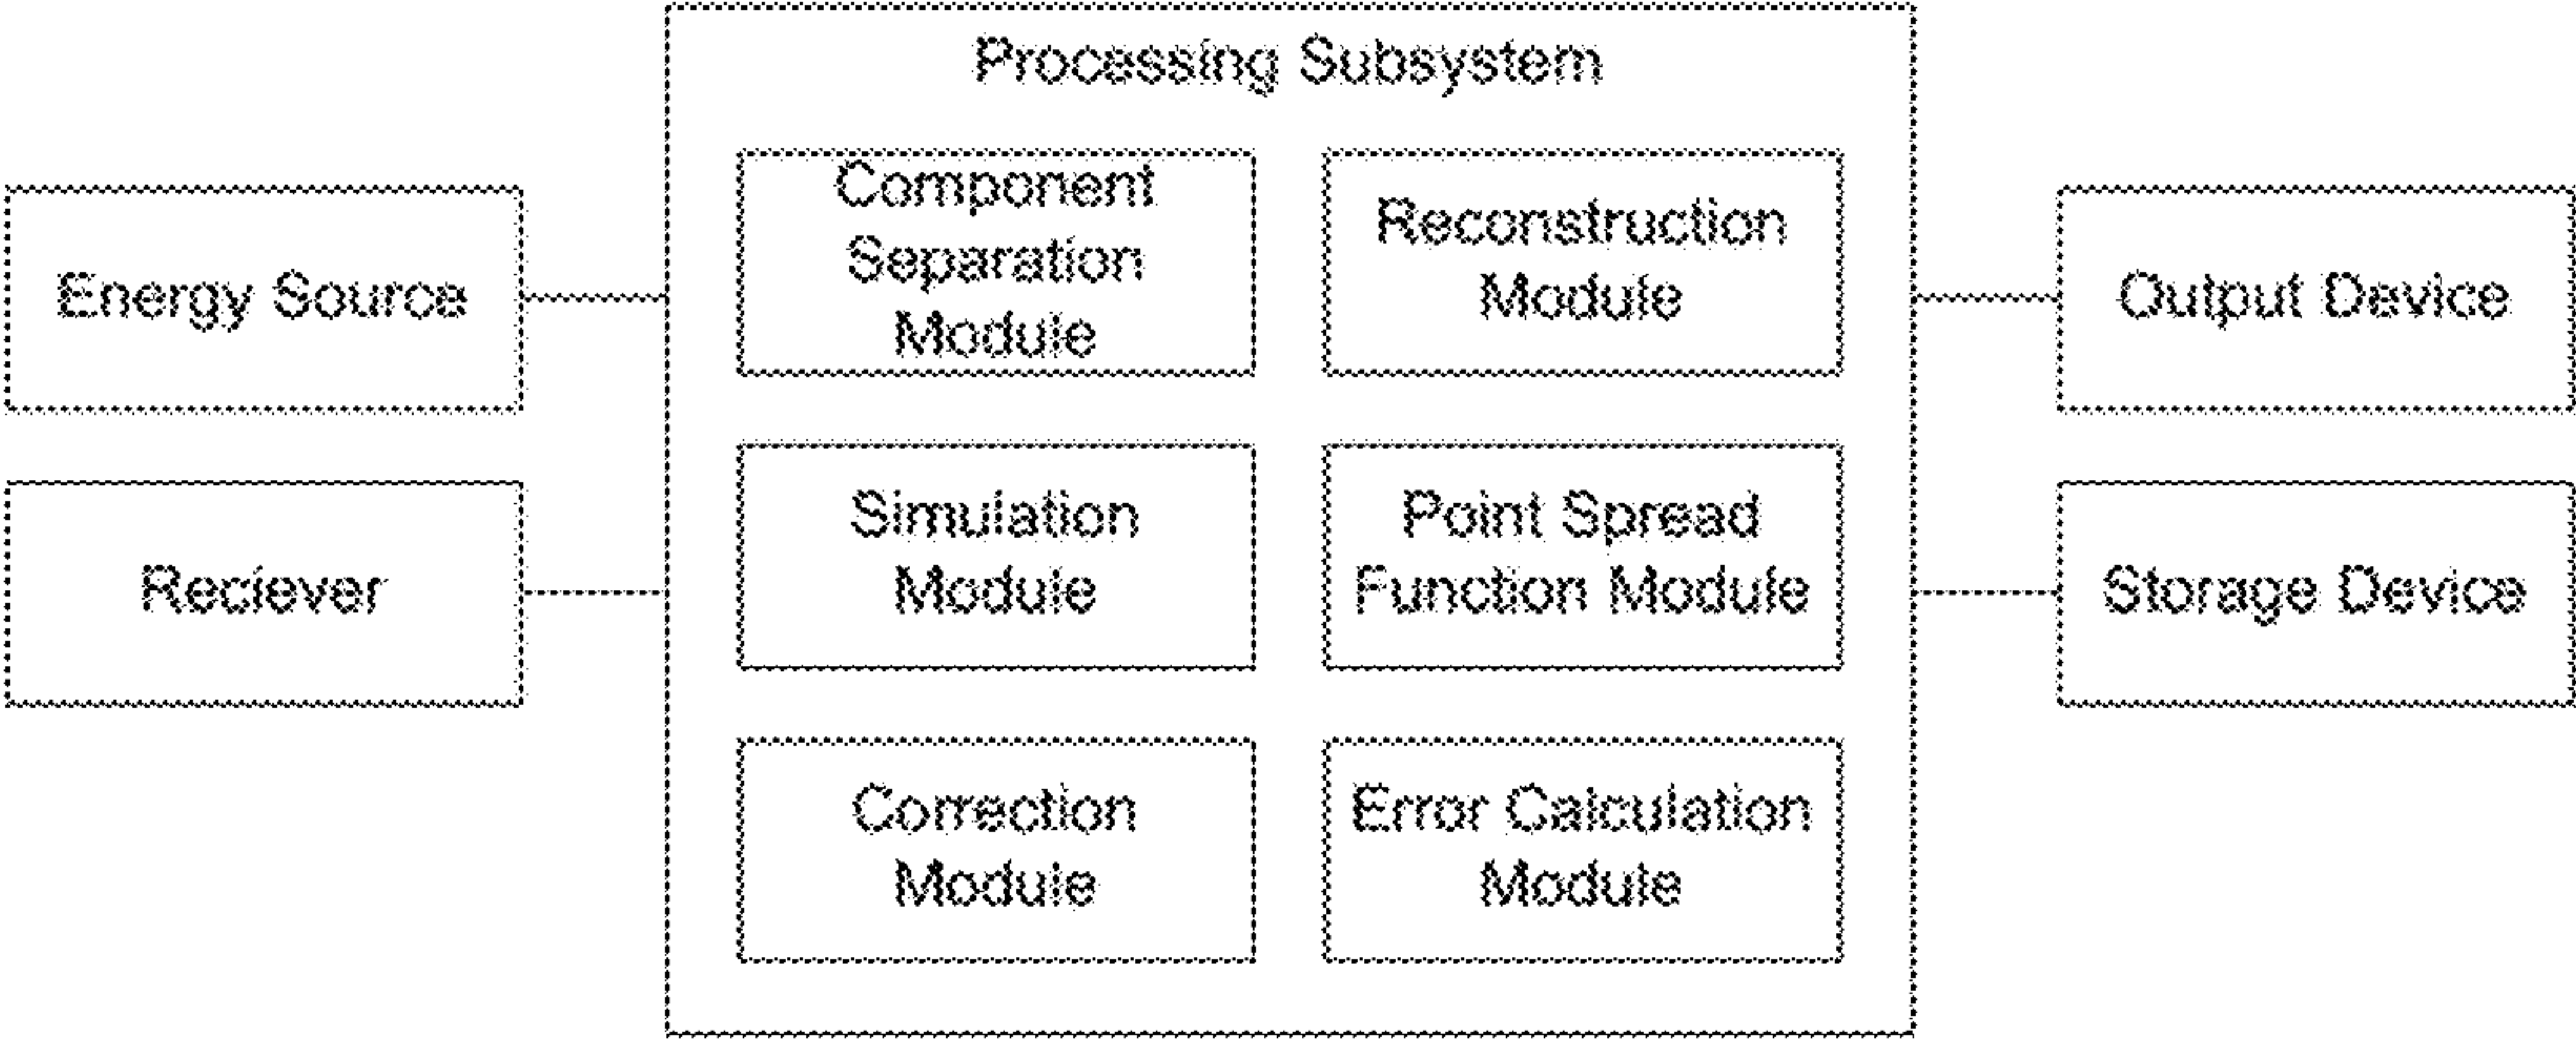 Processing Subsystem
Energy Source
Reciever
Component
Separation
Module
Reconstruction
Module
Simulation
Module
Point Spread
Function Module
Correction
Module
Error Calculation
Module
Output Device
Storage Device